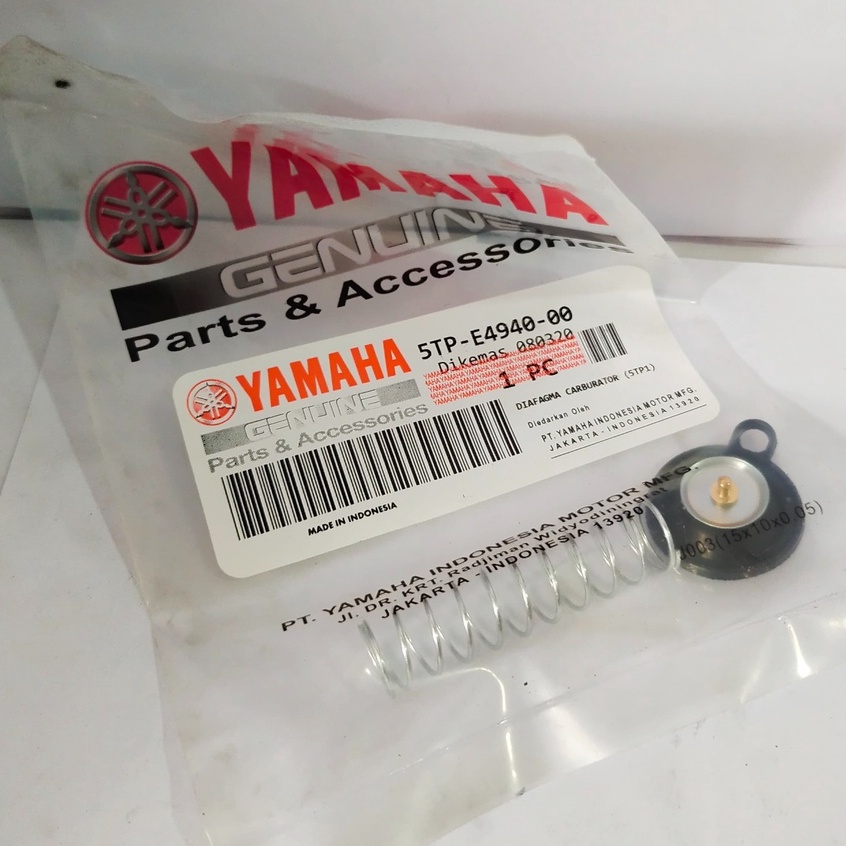 YAMAHA
GENUINE
Parts & Accessories
YAMAHA
GENUINE
Parts & Accessories
5TP-E4940-00
Dikemas 080320
1 PC
DIAFAGMA CARBURATOR (5TP1)
Diedarkan Oleh
PT. YAMAHA INDONESIA MOTOR MFG.
JAKARTA - INDONESIA 13920
MADE IN INDONESIA
PT. YAMAHA INDONESIA MOTOR MFG.
Jl. DR. KRT. Radjiman Widyodiningrat
JAKARTA - INDONESIA 13920
003(15x10x0.05)